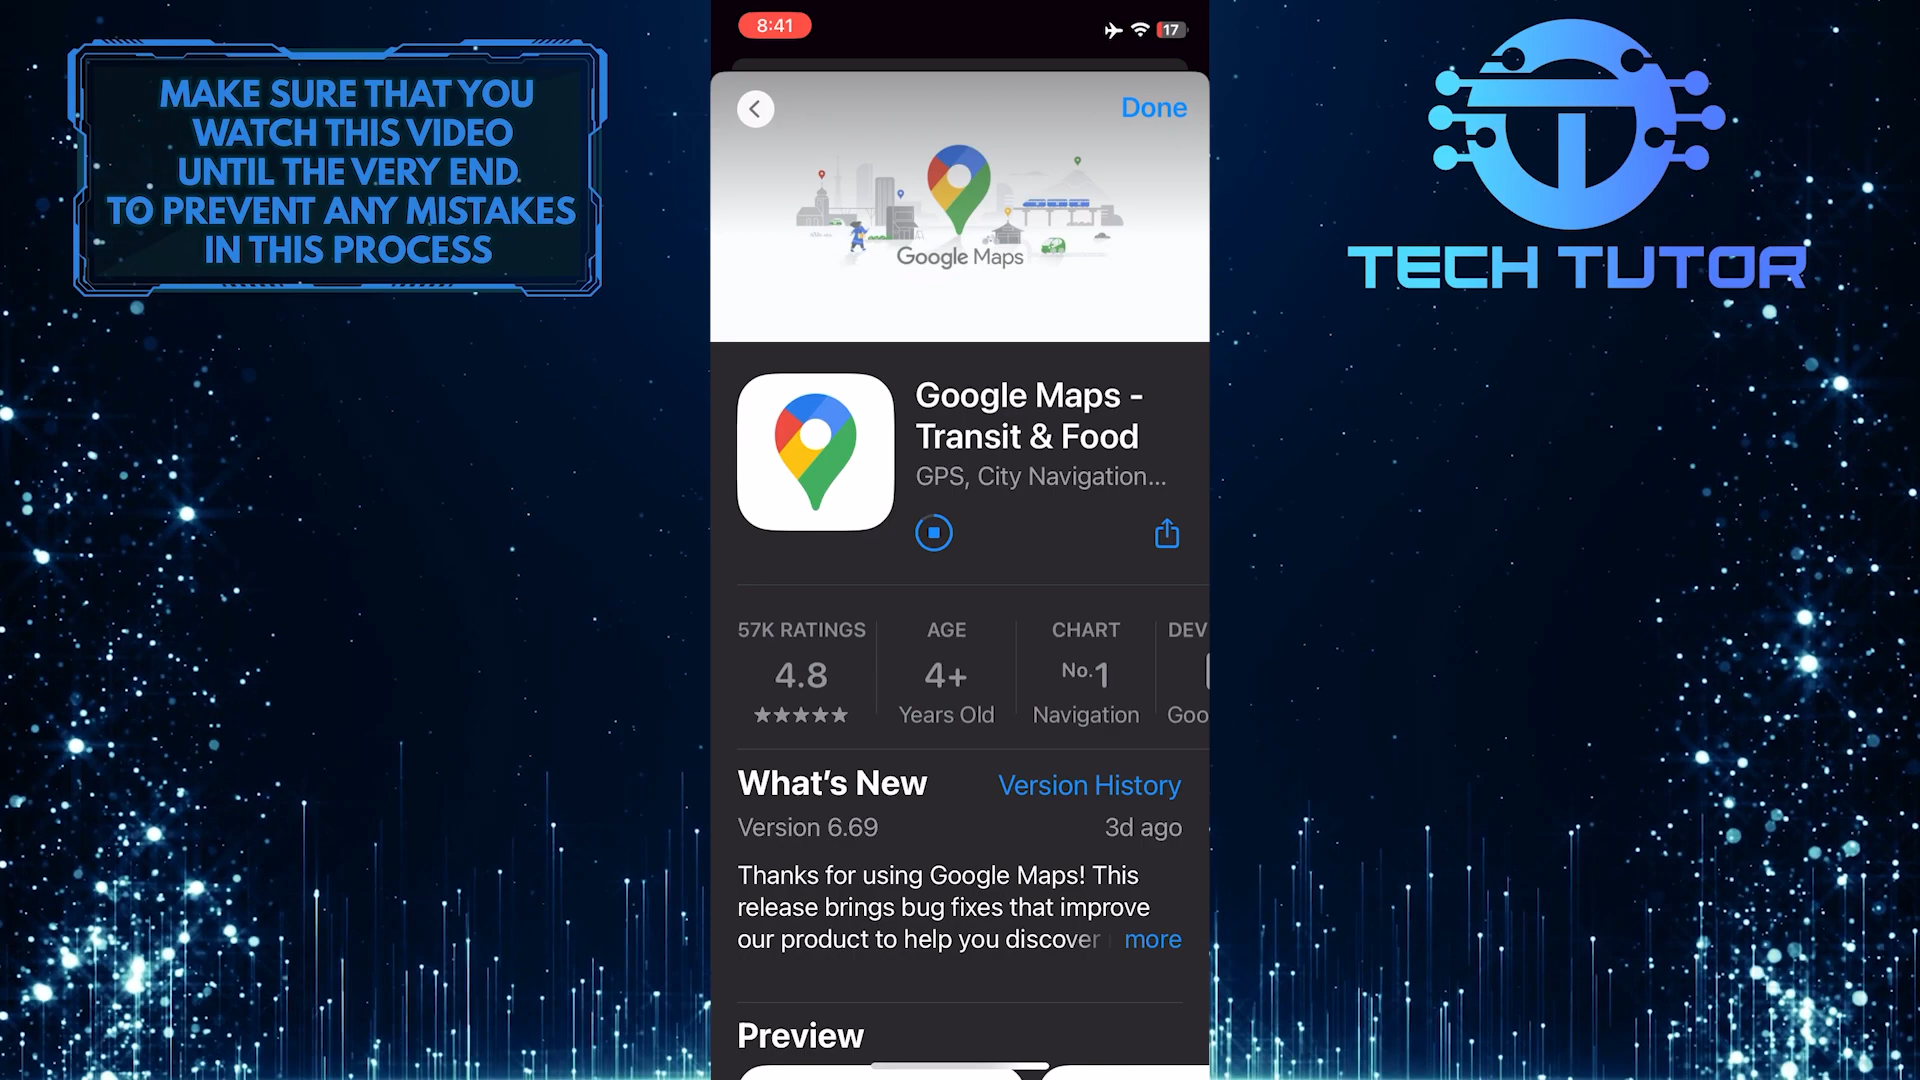 MAKE SURE THAT YOU
WATCH THIS VIDEO
UNTIL THE VERY END
TO PREVENT ANY MISTAKES
IN THIS PROCESS
8:41
17
Done
Google Maps
TECH TUTOR
Google Maps -
Transit & Food
GPS, City Navigation...
57K RATINGS
4.8
★★★★★
AGE
4+
Years Old
CHART
No.1
Navigation
DEV
Goo
What's New
Version History
Version 6.69
3d ago
Thanks for using Google Maps! This
release brings bug fixes that improve
our product to help you discover more
Preview